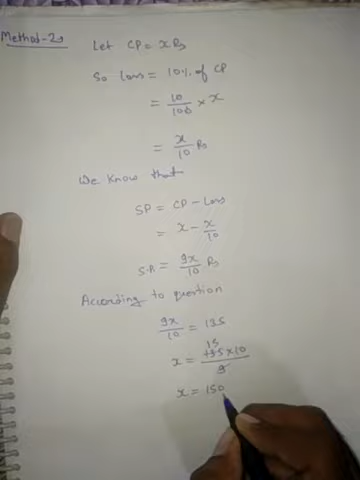 Method-2:
Let CP = x Rs
So Loss = 10% of CP
= 10/100 × x
= x/10 Rs
We know that
SP = CP - Loss
= x - x/10
S.P. = 9x/10 Rs
According to question
9x/10 = 135
x = 135 × 10 / 9
15
x = 150